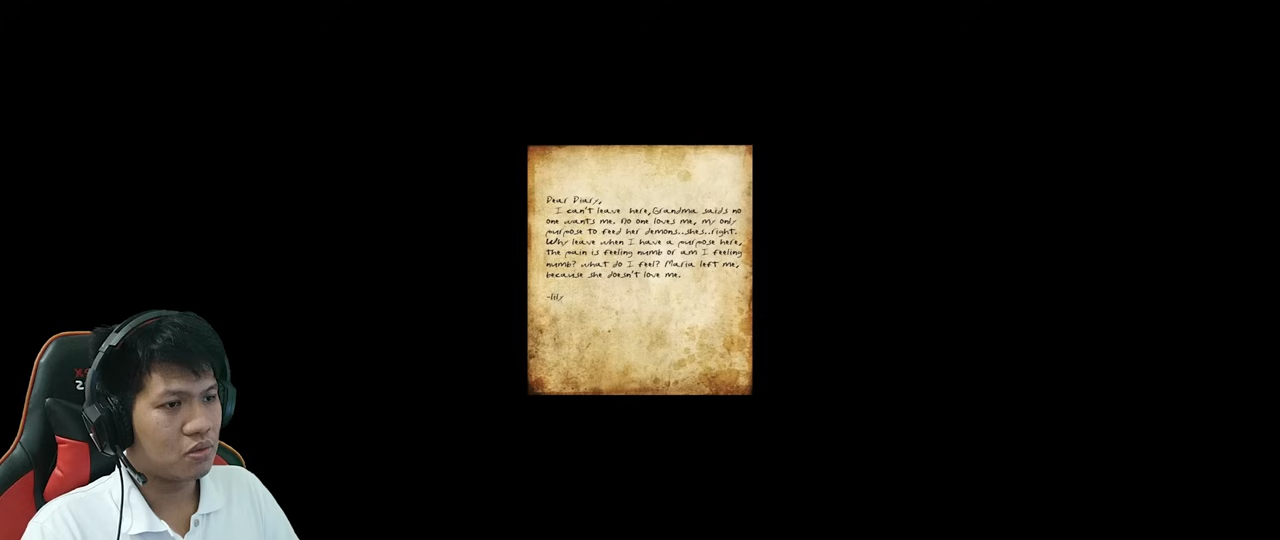 Dear Diary,
I can't leave here, Grandma saids no
one wants me. No one loves me, my only
purpose to feed her demons..shes..right.
Why leave when I have a purpose here,
The pain is feeling numb or am I feeling
numb? what do I feel? Maria left me,
because she doesn't love me.
-lily